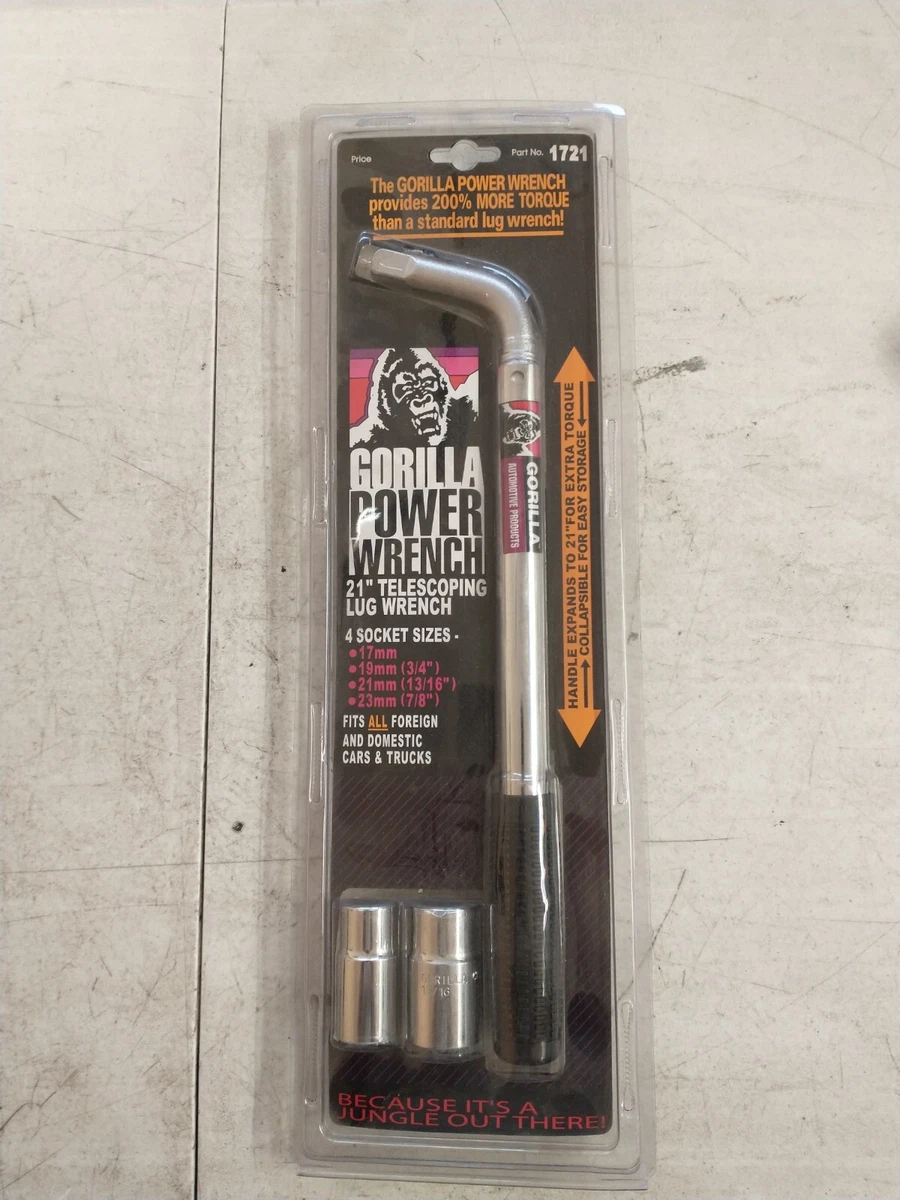 Price
Part No. 1721
The GORILLA POWER WRENCH
provides 200% MORE TORQUE
than a standard lug wrench!
GORILLA
POWER
WRENCH
21" TELESCOPING
LUG WRENCH
4 SOCKET SIZES -
•17mm
•19mm (3/4")
•21mm (13/16")
•23mm (7/8")
FITS ALL FOREIGN
AND DOMESTIC
CARS & TRUCKS
GORILLA
AUTOMOTIVE PRODUCTS
HANDLE EXPANDS TO 21"FOR EXTRA TORQUE
COLLAPSIBLE FOR EASY STORAGE
BECAUSE IT'S A
JUNGLE OUT THERE!